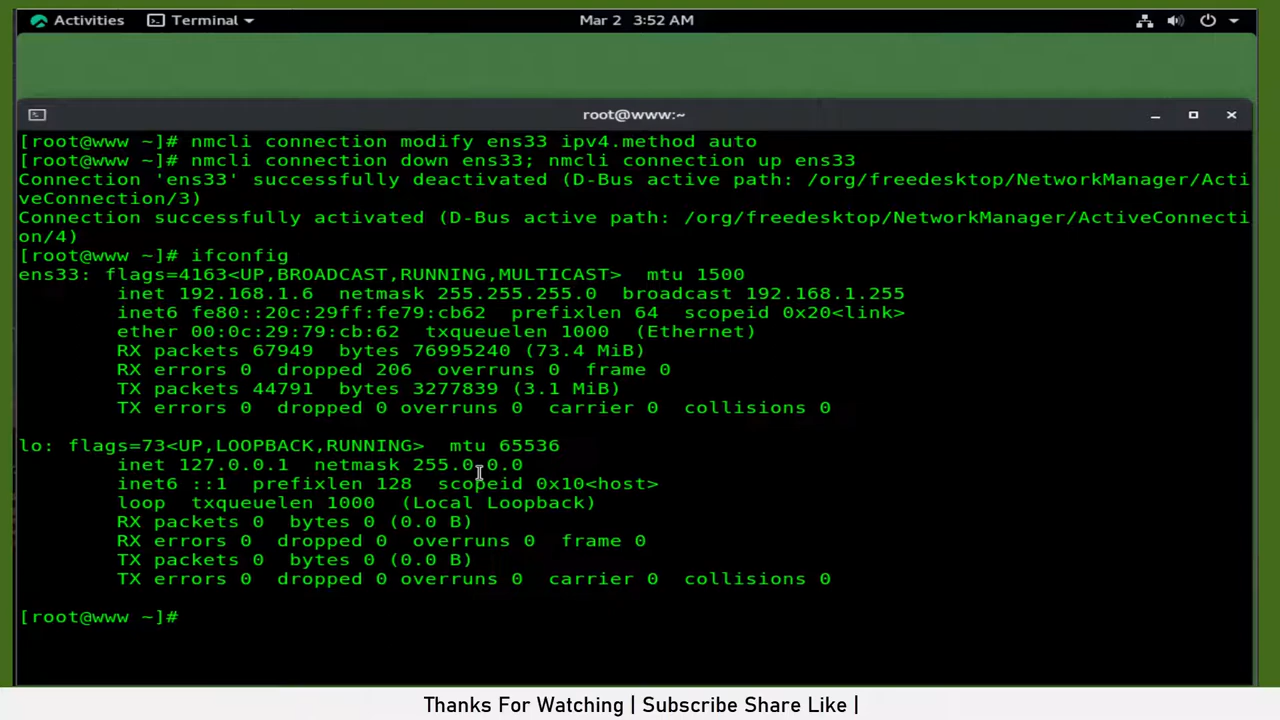 Activities Terminal Mar 2 3:52 AM
root@www:~
[root@www ~]# nmcli connection modify ens33 ipv4.method auto
[root@www ~]# nmcli connection down ens33; nmcli connection up ens33
Connection 'ens33' successfully deactivated (D-Bus active path: /org/freedesktop/NetworkManager/Acti
veConnection/3)
Connection successfully activated (D-Bus active path: /org/freedesktop/NetworkManager/ActiveConnecti
on/4)
[root@www ~]# ifconfig
ens33: flags=4163<UP,BROADCAST,RUNNING,MULTICAST>  mtu 1500
        inet 192.168.1.6  netmask 255.255.255.0  broadcast 192.168.1.255
        inet6 fe80::20c:29ff:fe79:cb62  prefixlen 64  scopeid 0x20<link>
        ether 00:0c:29:79:cb:62  txqueuelen 1000  (Ethernet)
        RX packets 67949  bytes 76995240 (73.4 MiB)
        RX errors 0  dropped 206  overruns 0  frame 0
        TX packets 44791  bytes 3277839 (3.1 MiB)
        TX errors 0  dropped 0 overruns 0  carrier 0  collisions 0
lo: flags=73<UP,LOOPBACK,RUNNING>  mtu 65536
        inet 127.0.0.1  netmask 255.0.0.0
        inet6 ::1  prefixlen 128  scopeid 0x10<host>
        loop  txqueuelen 1000  (Local Loopback)
        RX packets 0  bytes 0 (0.0 B)
        RX errors 0  dropped 0  overruns 0  frame 0
        TX packets 0  bytes 0 (0.0 B)
        TX errors 0  dropped 0 overruns 0  carrier 0  collisions 0
[root@www ~]#
Thanks For Watching | Subscribe Share Like |